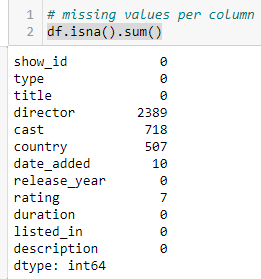 1 # missing values per column
2 df.isna().sum()
show_id 0
type 0
title 0
director 2389
cast 718
country 507
date_added 10
release_year 0
rating 7
duration 0
listed_in 0
description 0
dtype: int64